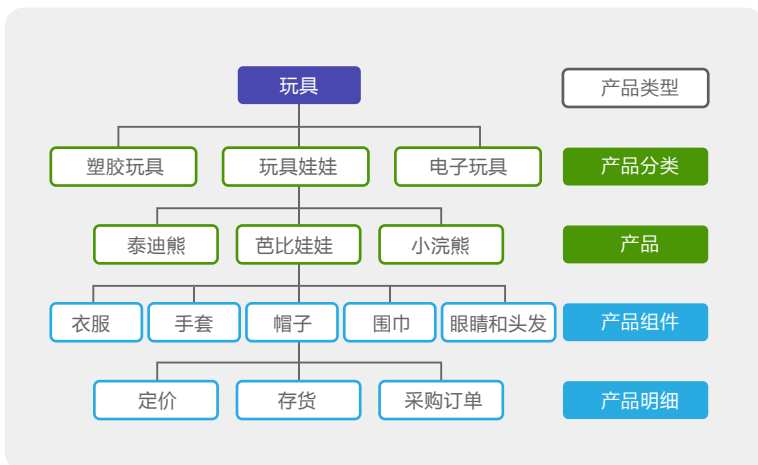 玩具
产品类型
塑胶玩具
玩具娃娃
电子玩具
产品分类
泰迪熊
芭比娃娃
小浣熊
产品
衣服
手套
帽子
围巾
眼睛和头发
产品组件
定价
存货
采购订单
产品明细